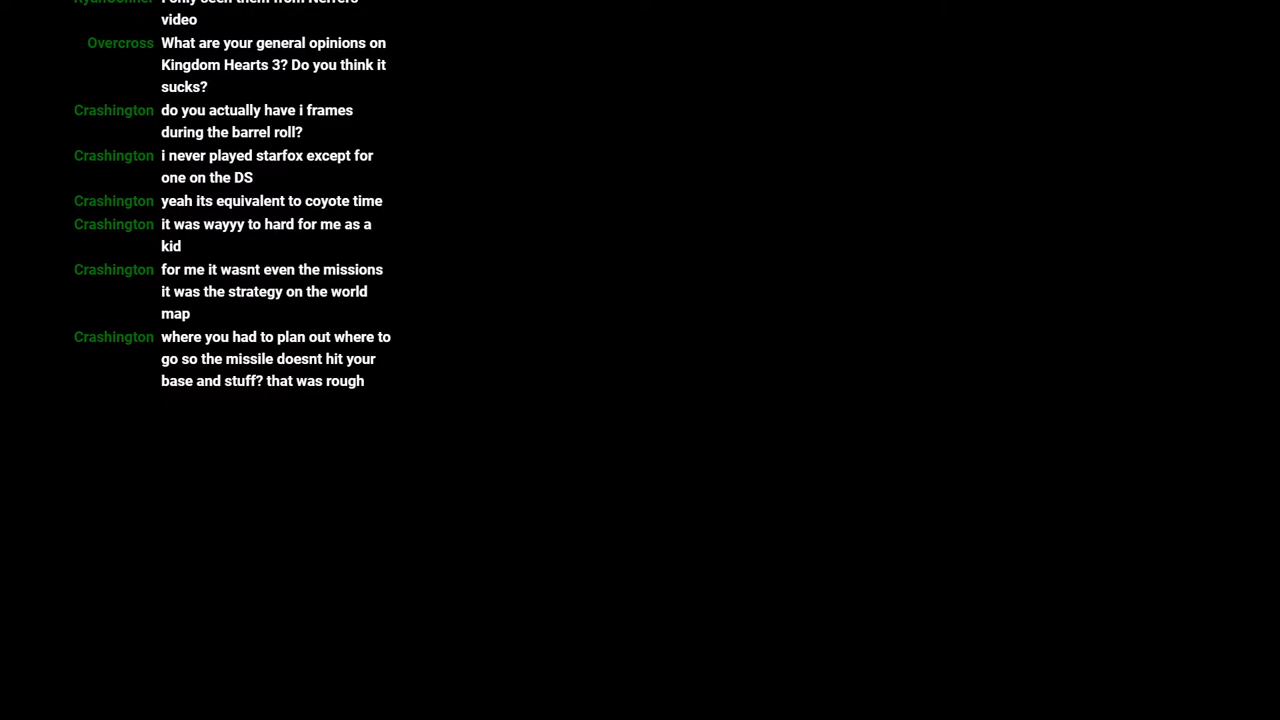 video
Overcross What are your general opinions on
Kingdom Hearts 3? Do you think it
sucks?
Crashington do you actually have i frames
during the barrel roll?
Crashington i never played starfox except for
one on the DS
Crashington yeah its equivalent to coyote time
Crashington it was wayyy to hard for me as a
kid
Crashington for me it wasnt even the missions
it was the strategy on the world
map
Crashington where you had to plan out where to
go so the missile doesnt hit your
base and stuff? that was rough